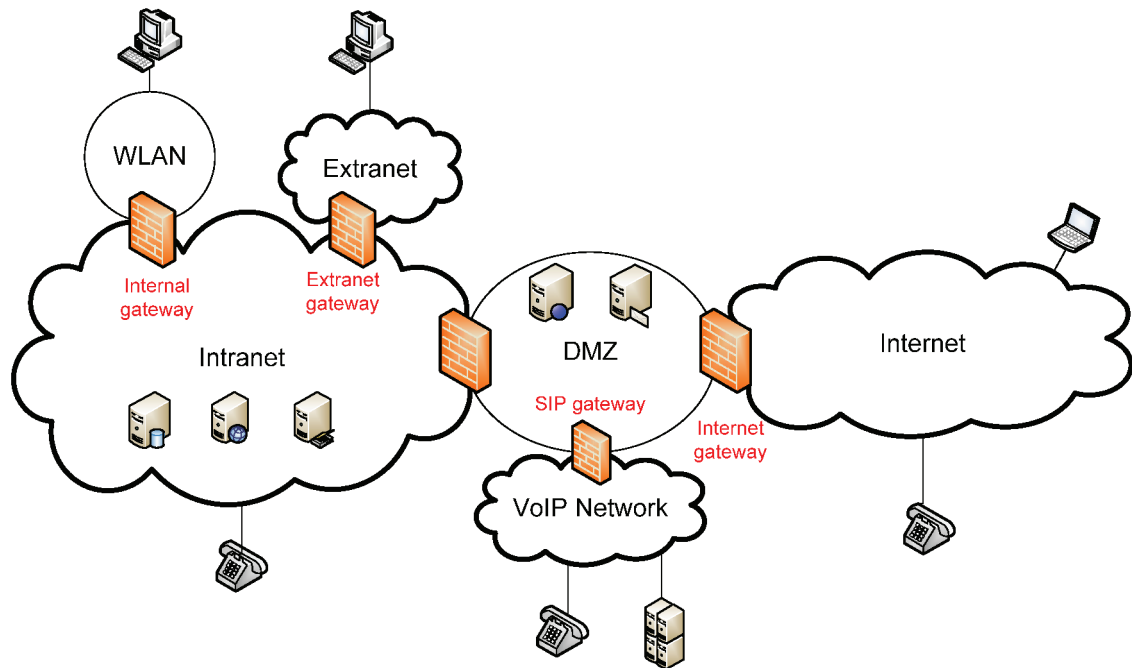 WLAN
Extranet
Internal
gateway
Extranet
gateway
Intranet
DMZ
Internet
SIP gateway
Internet
gateway
VoIP Network